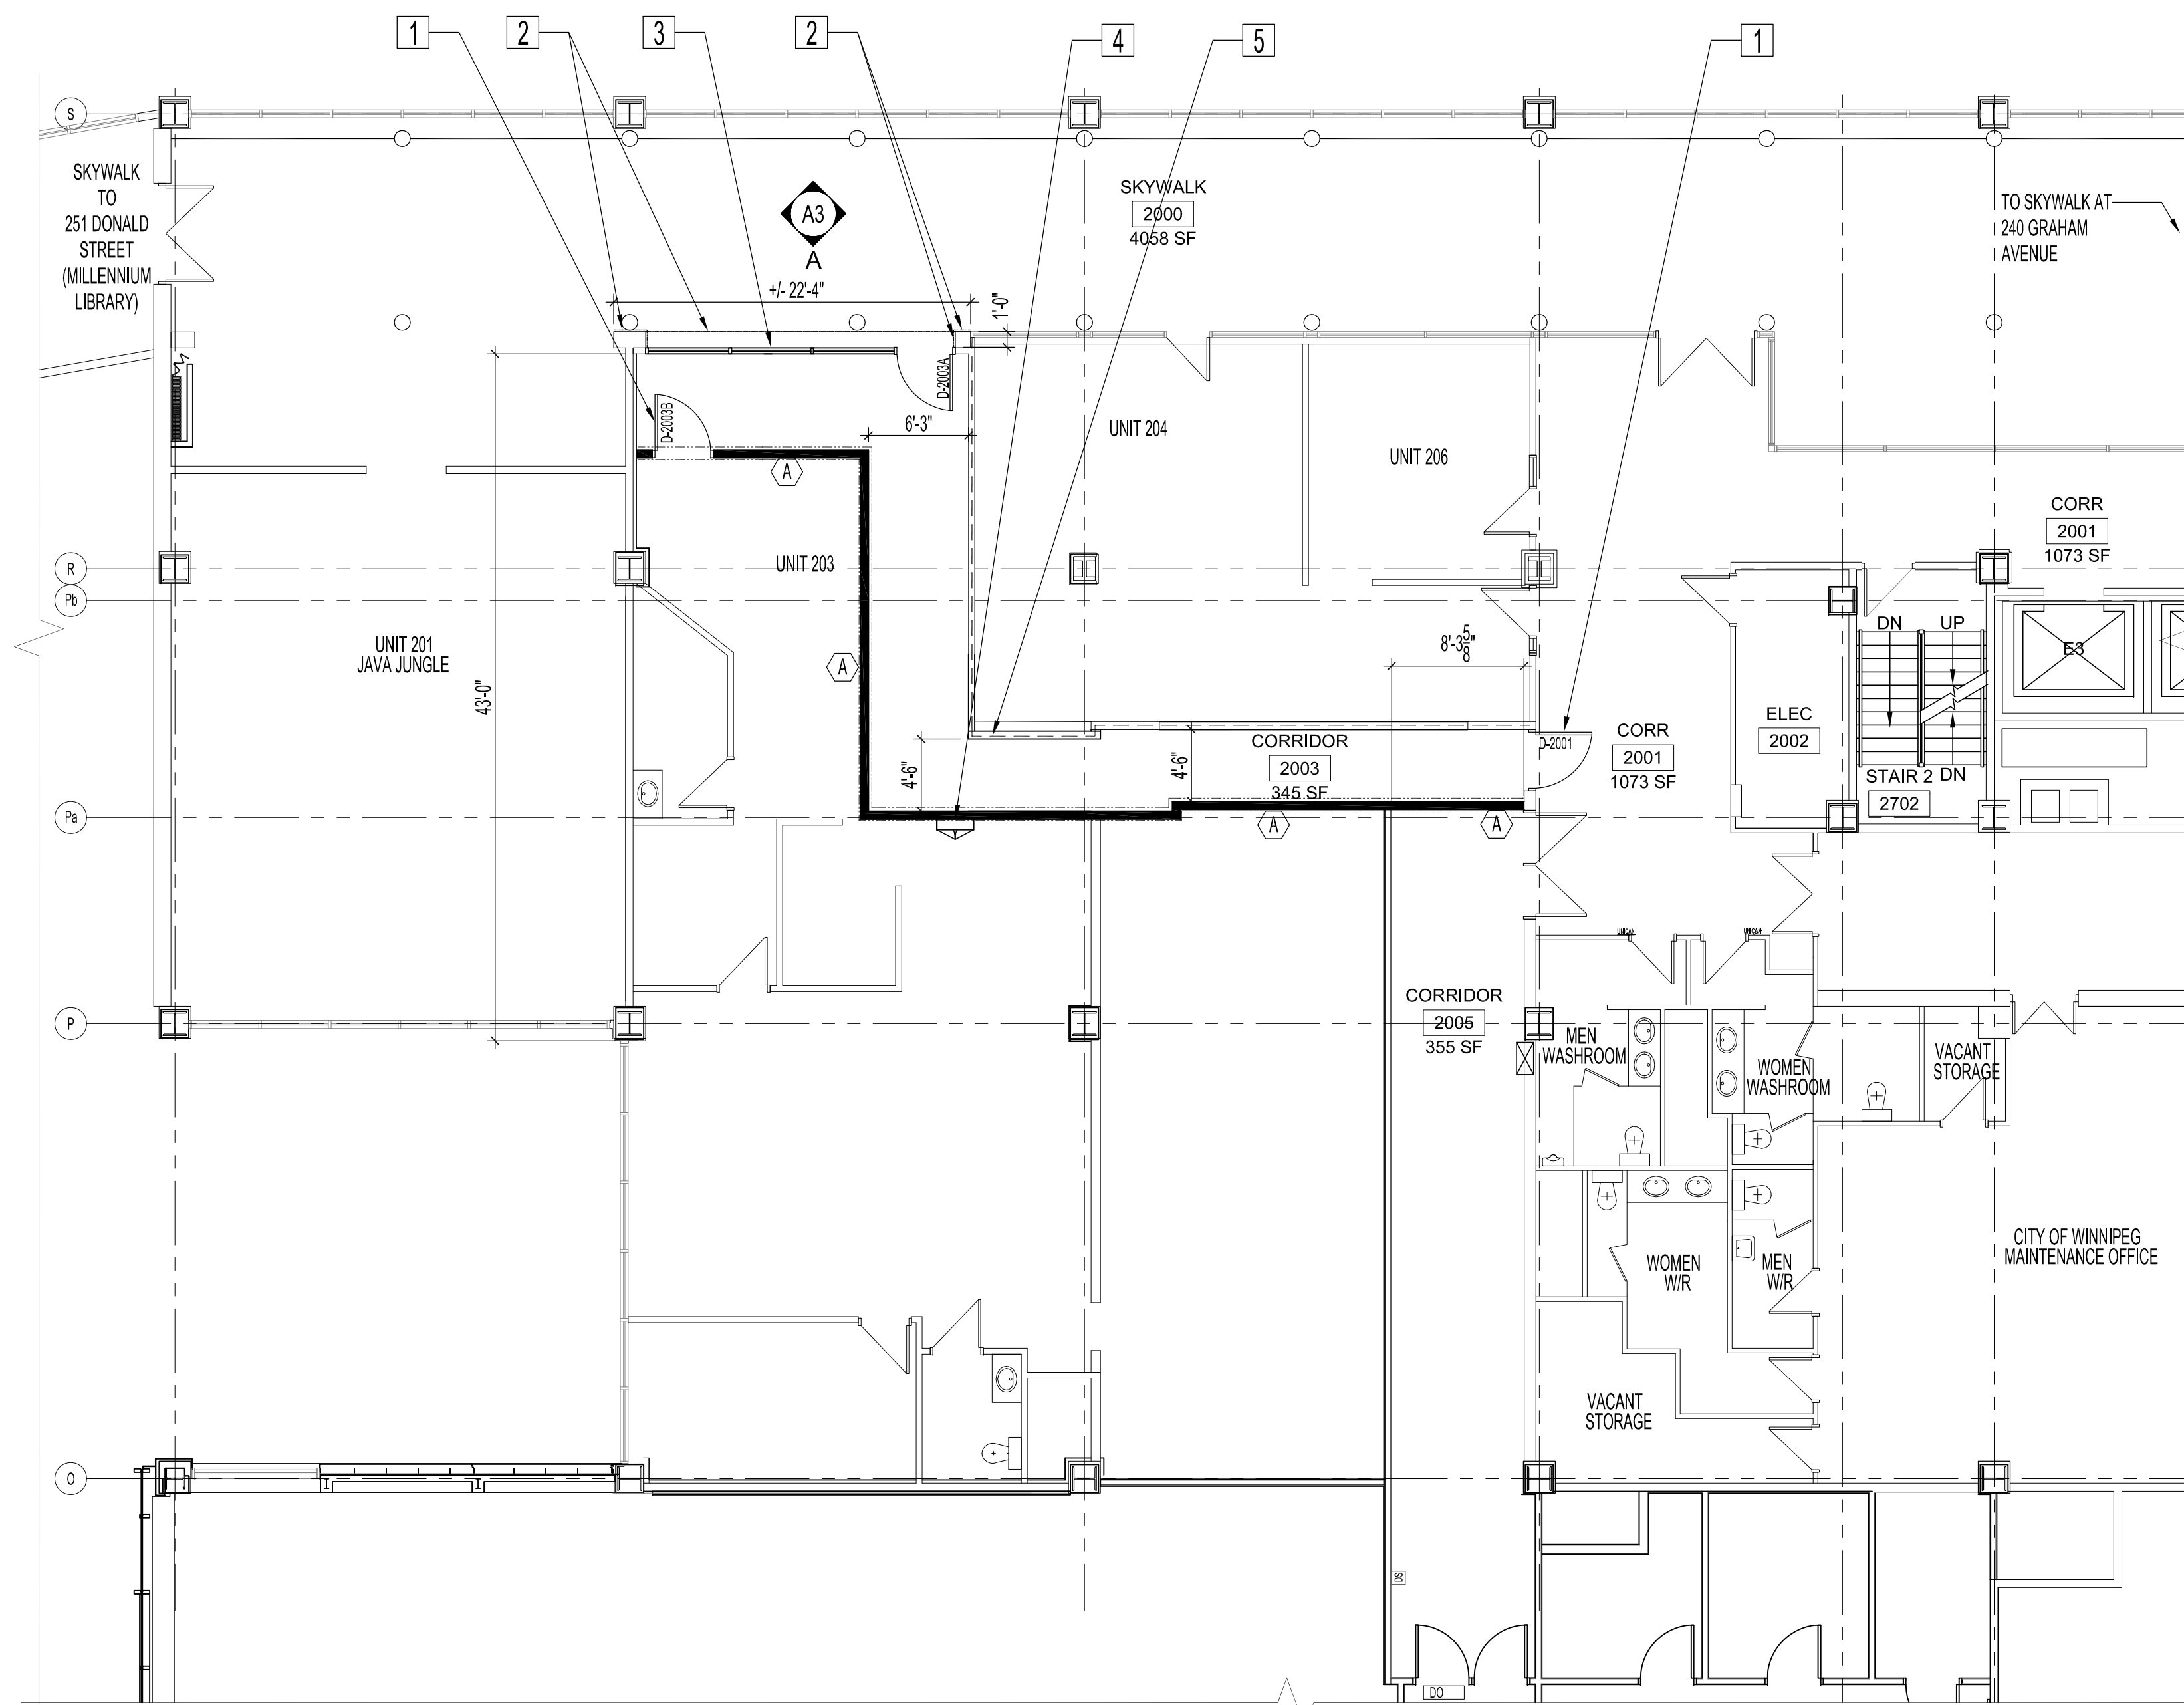 1
2
3
2
4
5
1
S
SKYWALK
TO
251 DONALD
STREET
(MILLENNIUM
LIBRARY)
A3
A
SKYWALK
2000
4058 SF
TO SKYWALK AT
240 GRAHAM
AVENUE
+/- 22'-4"
1'-0"
D-2003A
D-2003B
6'-3"
A
UNIT 204
UNIT 206
CORR
2001
1073 SF
R
Pb
UNIT 203
UNIT 201
JAVA JUNGLE
43'-0"
A
8'-3 5/8"
DN
UP
E3
ELEC
2002
CORR
2001
1073 SF
D-2001
CORRIDOR
2003
345 SF
4'-6"
4'-6"
STAIR 2
DN
2702
Pa
A
A
UNICAN
UNICAN
P
CORRIDOR
2005
355 SF
MEN
WASHROOM
WOMEN
WASHROOM
VACANT
STORAGE
CITY OF WINNIPEG
MAINTENANCE OFFICE
WOMEN
W/R
MEN
W/R
VACANT
STORAGE
O
DS
DO